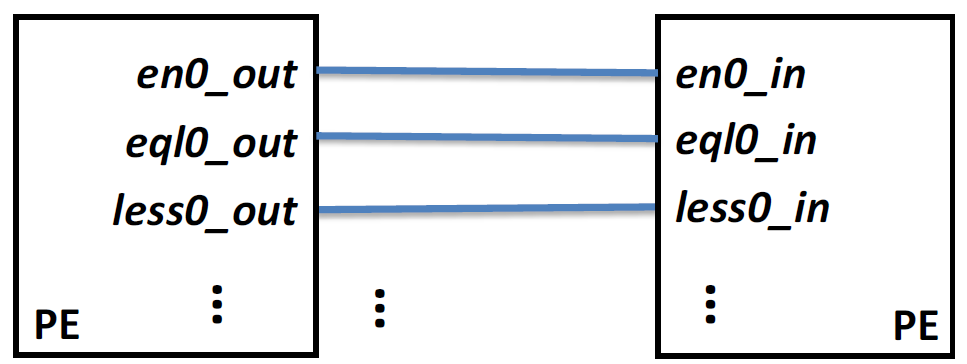 en0_out en0_in
eql0_out eql0_in
less0_out less0_in
⋮ ⋮ ⋮
PE PE